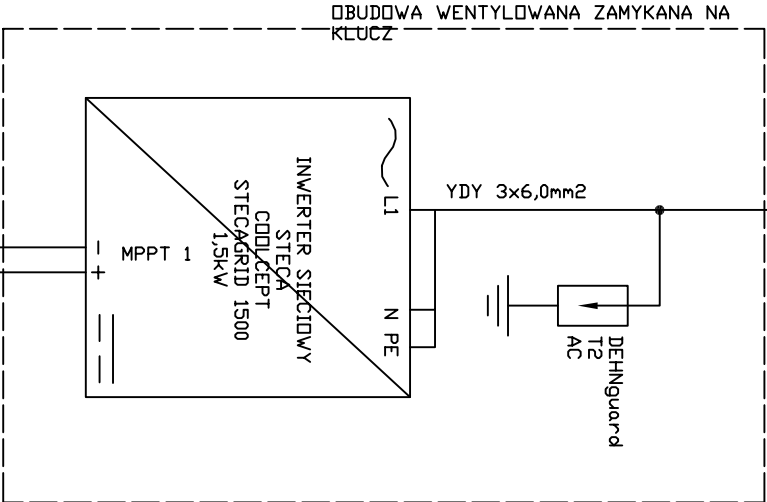 OBUDOWA WENTYLOWANA ZAMYKANA NA
KLUCZ
INWERTER SIECIOWY
STECA
COOLCEPT
STECAGRID 1500
1,5kW
L1
N
PE
YDY 3x6,0mm2
MPPT 1
-
+
DEHNguard
T2
AC